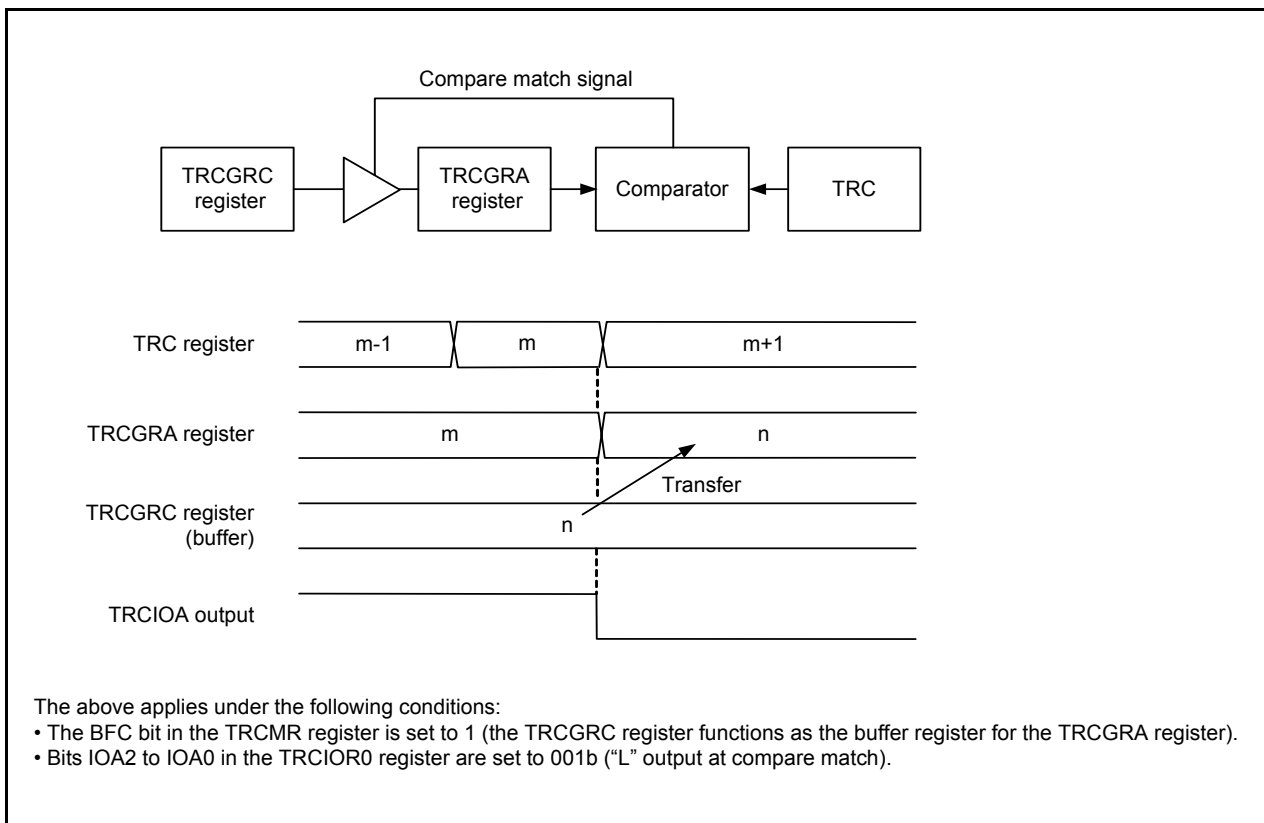 Compare match signal
TRCGRC
register
TRCGRA
register
Comparator
TRC
TRC register
m-1
m
m+1
TRCGRA register
m
n
Transfer
TRCGRC register
(buffer)
n
TRCIOA output
The above applies under the following conditions:
• The BFC bit in the TRCMR register is set to 1 (the TRCGRC register functions as the buffer register for the TRCGRA register).
• Bits IOA2 to IOA0 in the TRCIOR0 register are set to 001b (“L” output at compare match).